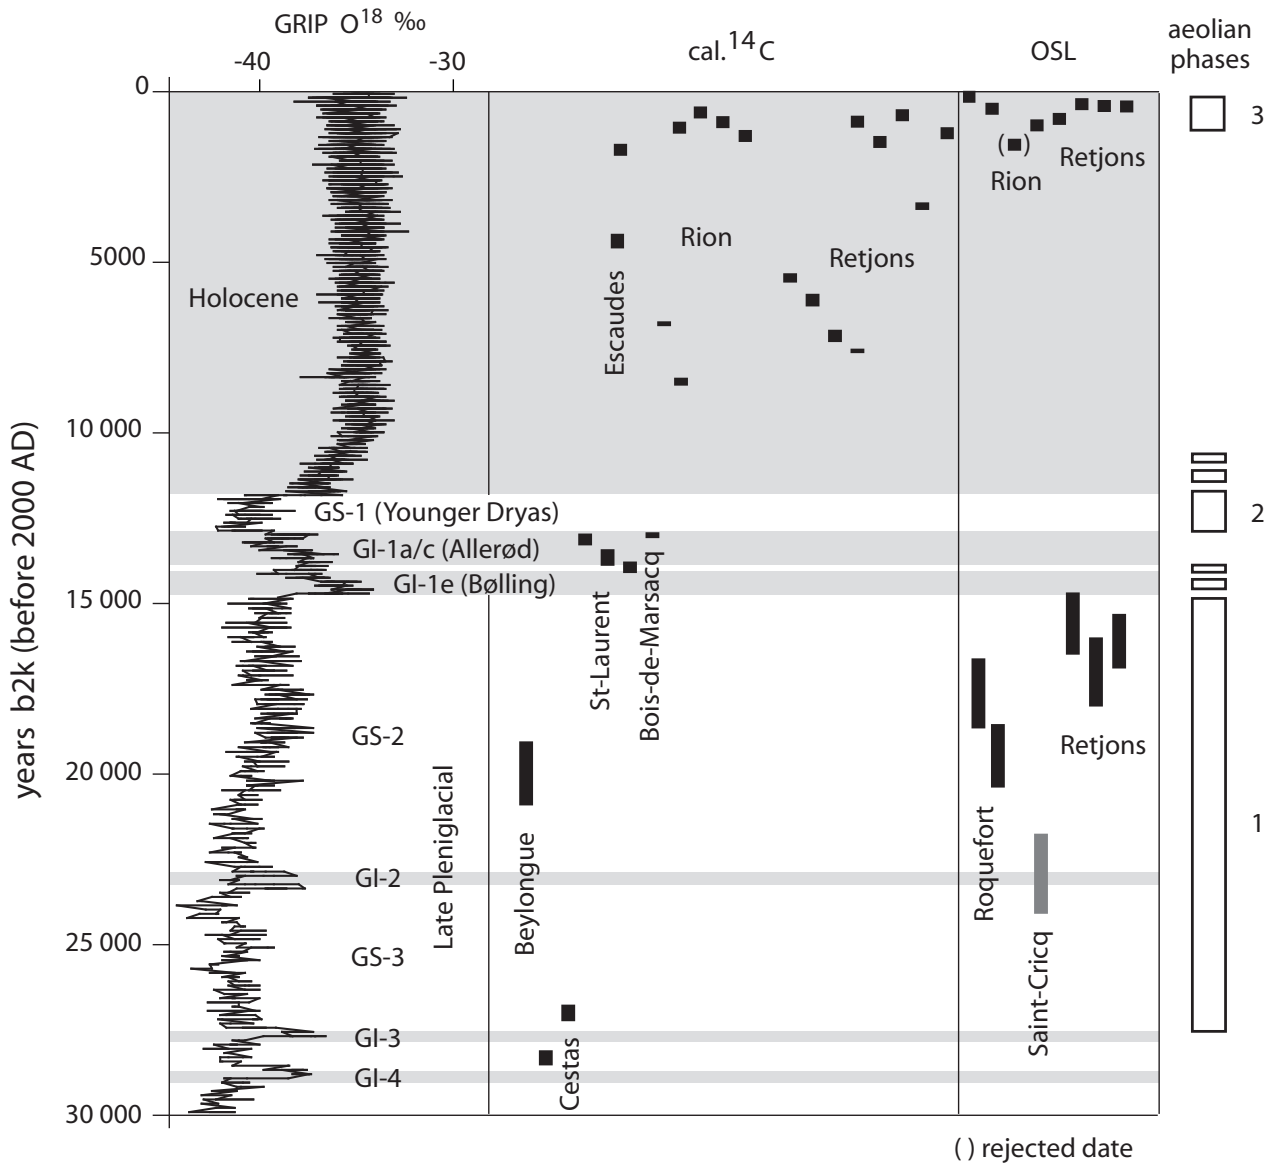 GRIP O18 ‰
cal.14C
OSL
aeolian
phases
-40
-30
0
3
( )
Retjons
Rion
Rion
5000
Retjons
Escaudes
Holocene
10 000
years b2k (before 2000 AD)
GS-1 (Younger Dryas)
2
GI-1a/c (Allerød)
GI-1e (Bølling)
15 000
St-Laurent
Bois-de-Marsacq
GS-2
Retjons
20 000
Late Pleniglacial
Beylongue
Roquefort
1
GI-2
25 000
GS-3
Saint-Cricq
GI-3
Cestas
GI-4
30 000
( ) rejected date